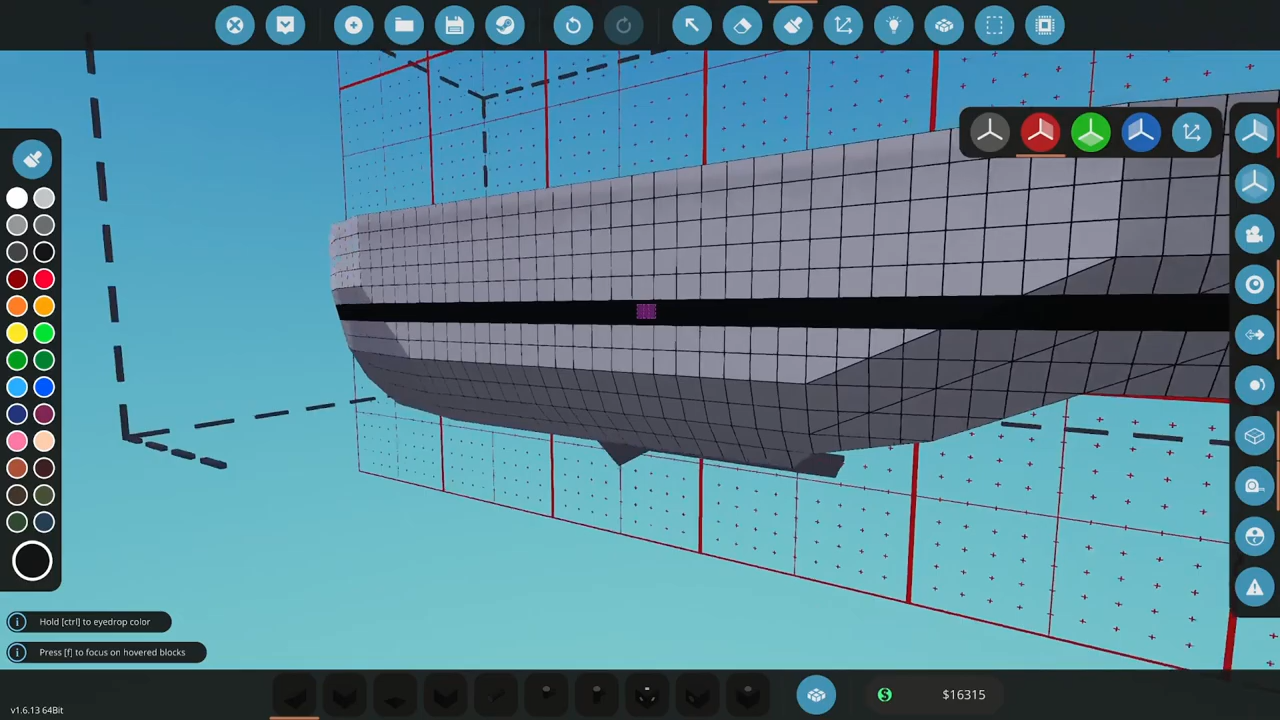 Hold [ctrl] to eyedrop color
Press [f] to focus on hovered blocks
$16315
v1.6.13 64Bit